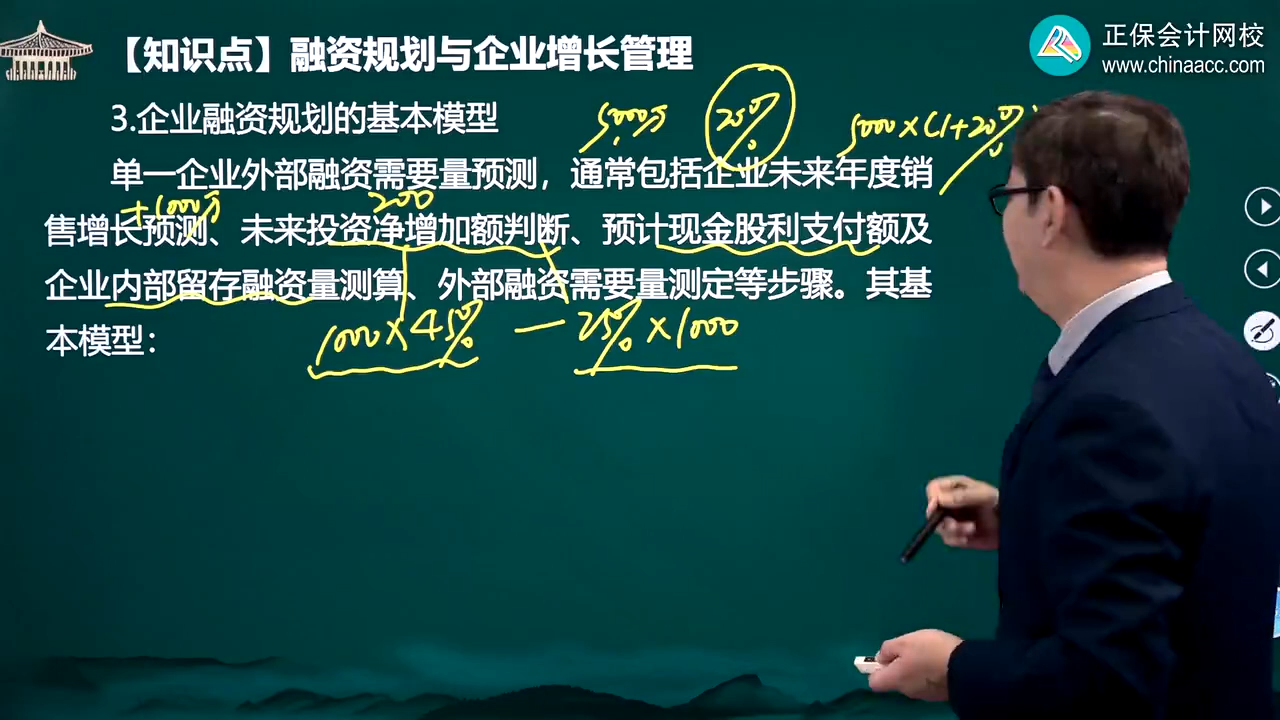 【知识点】融资规划与企业增长管理
正保会计网校
www.chinaacc.com
3.企业融资规划的基本模型
5000万
25%
5000×(1+20%
单一企业外部融资需要量预测，通常包括企业未来年度销
+1000万
200
售增长预测、未来投资净增加额判断、预计现金股利支付额及
企业内部留存融资量测算、外部融资需要量测定等步骤。其基
1000×45% — 25%×1000
本模型：